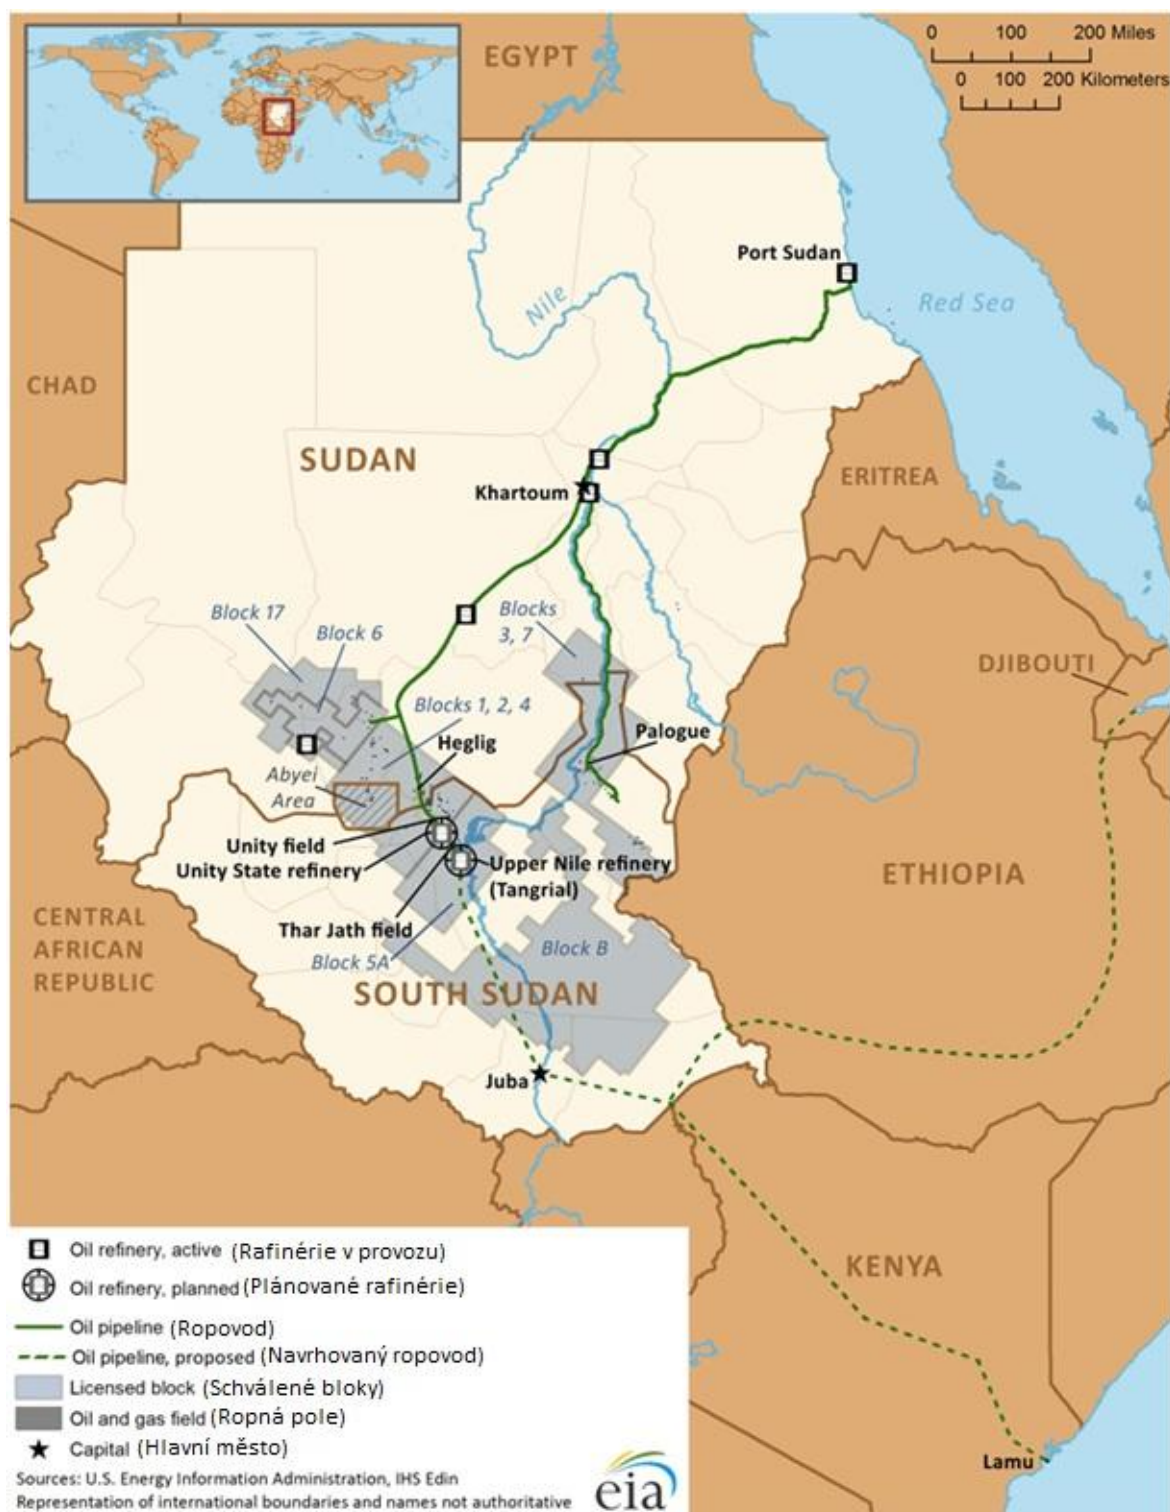 EGYPT
0 100 200 Miles
0 100 200 Kilometers
Port Sudan
Nile
Red Sea
CHAD
SUDAN
ERITREA
Khartoum
Block 17
Block 6
Blocks
3, 7
DJIBOUTI
Blocks 1, 2, 4
Heglig
Palogue
Abyei
Area
Unity field
Unity State refinery
Upper Nile refinery
(Tangrial)
ETHIOPIA
CENTRAL
AFRICAN
REPUBLIC
Thar Jath field
Block 5A
Block B
SOUTH SUDAN
Juba
KENYA
Lamu
Oil refinery, active (Rafinérie v provozu)
Oil refinery, planned (Plánované rafinérie)
Oil pipeline (Ropovod)
Oil pipeline, proposed (Navrhovaný ropovod)
Licensed block (Schválené bloky)
Oil and gas field (Ropná pole)
Capital (Hlavní město)
Sources: U.S. Energy Information Administration, IHS Edin
Representation of international boundaries and names not authoritative
eia